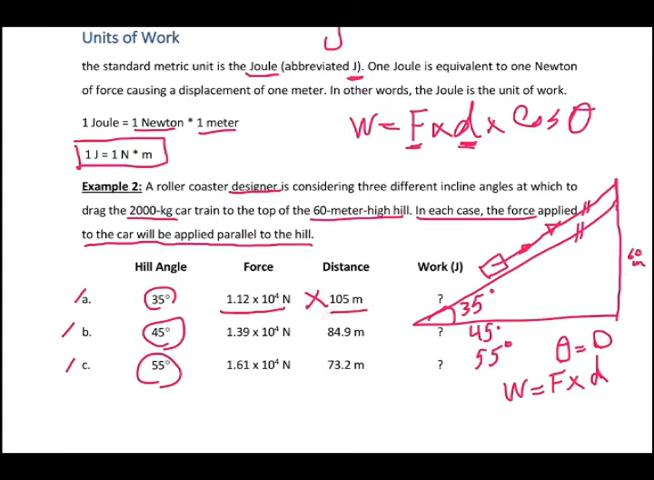 Units of Work
J
the standard metric unit is the Joule (abbreviated J). One Joule is equivalent to one Newton
of force causing a displacement of one meter. In other words, the Joule is the unit of work.
1 Joule = 1 Newton * 1 meter
W = F x d x Cos θ
1 J = 1 N * m
Example 2: A roller coaster designer is considering three different incline angles at which to
drag the 2000-kg car train to the top of the 60-meter-high hill. In each case, the force applied
to the car will be applied parallel to the hill.
Hill Angle Force Distance Work (J)
a. 35° 1.12 x 10⁴ N X 105 m ?
b. 45° 1.39 x 10⁴ N 84.9 m ?
c. 55° 1.61 x 10⁴ N 73.2 m ?
60
m
35°
45°
55°
θ = 0
W = F x d